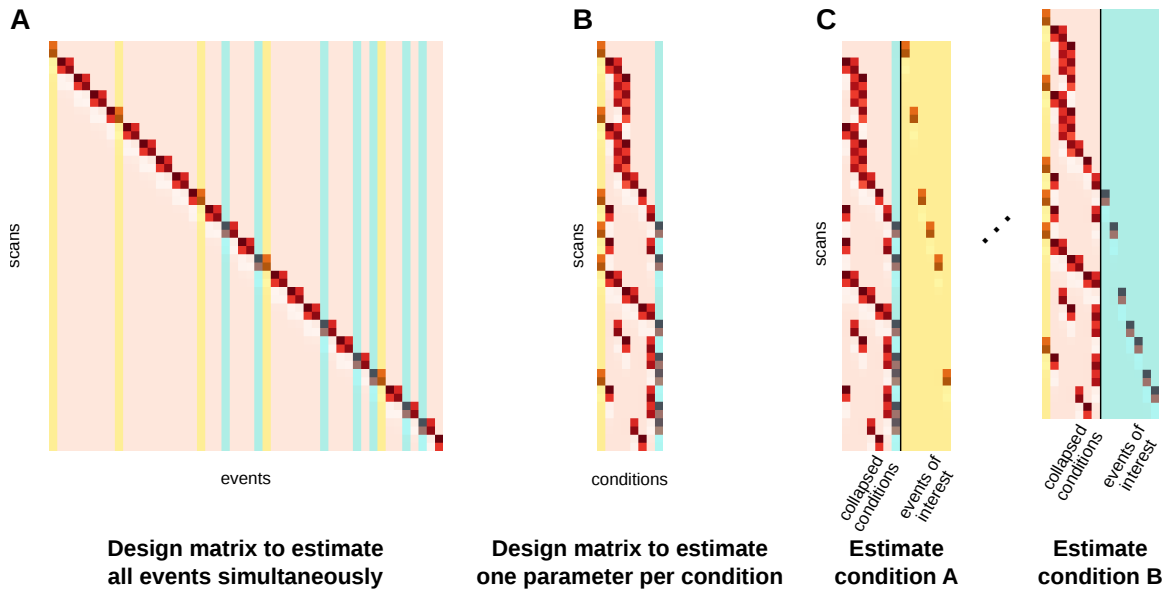 A
B
C
scans
scans
events
conditions
collapsed
conditions
events of
interest
collapsed
conditions
events of
interest
Design matrix to estimate
all events simultaneously
Design matrix to estimate
one parameter per condition
Estimate
condition A
Estimate
condition B